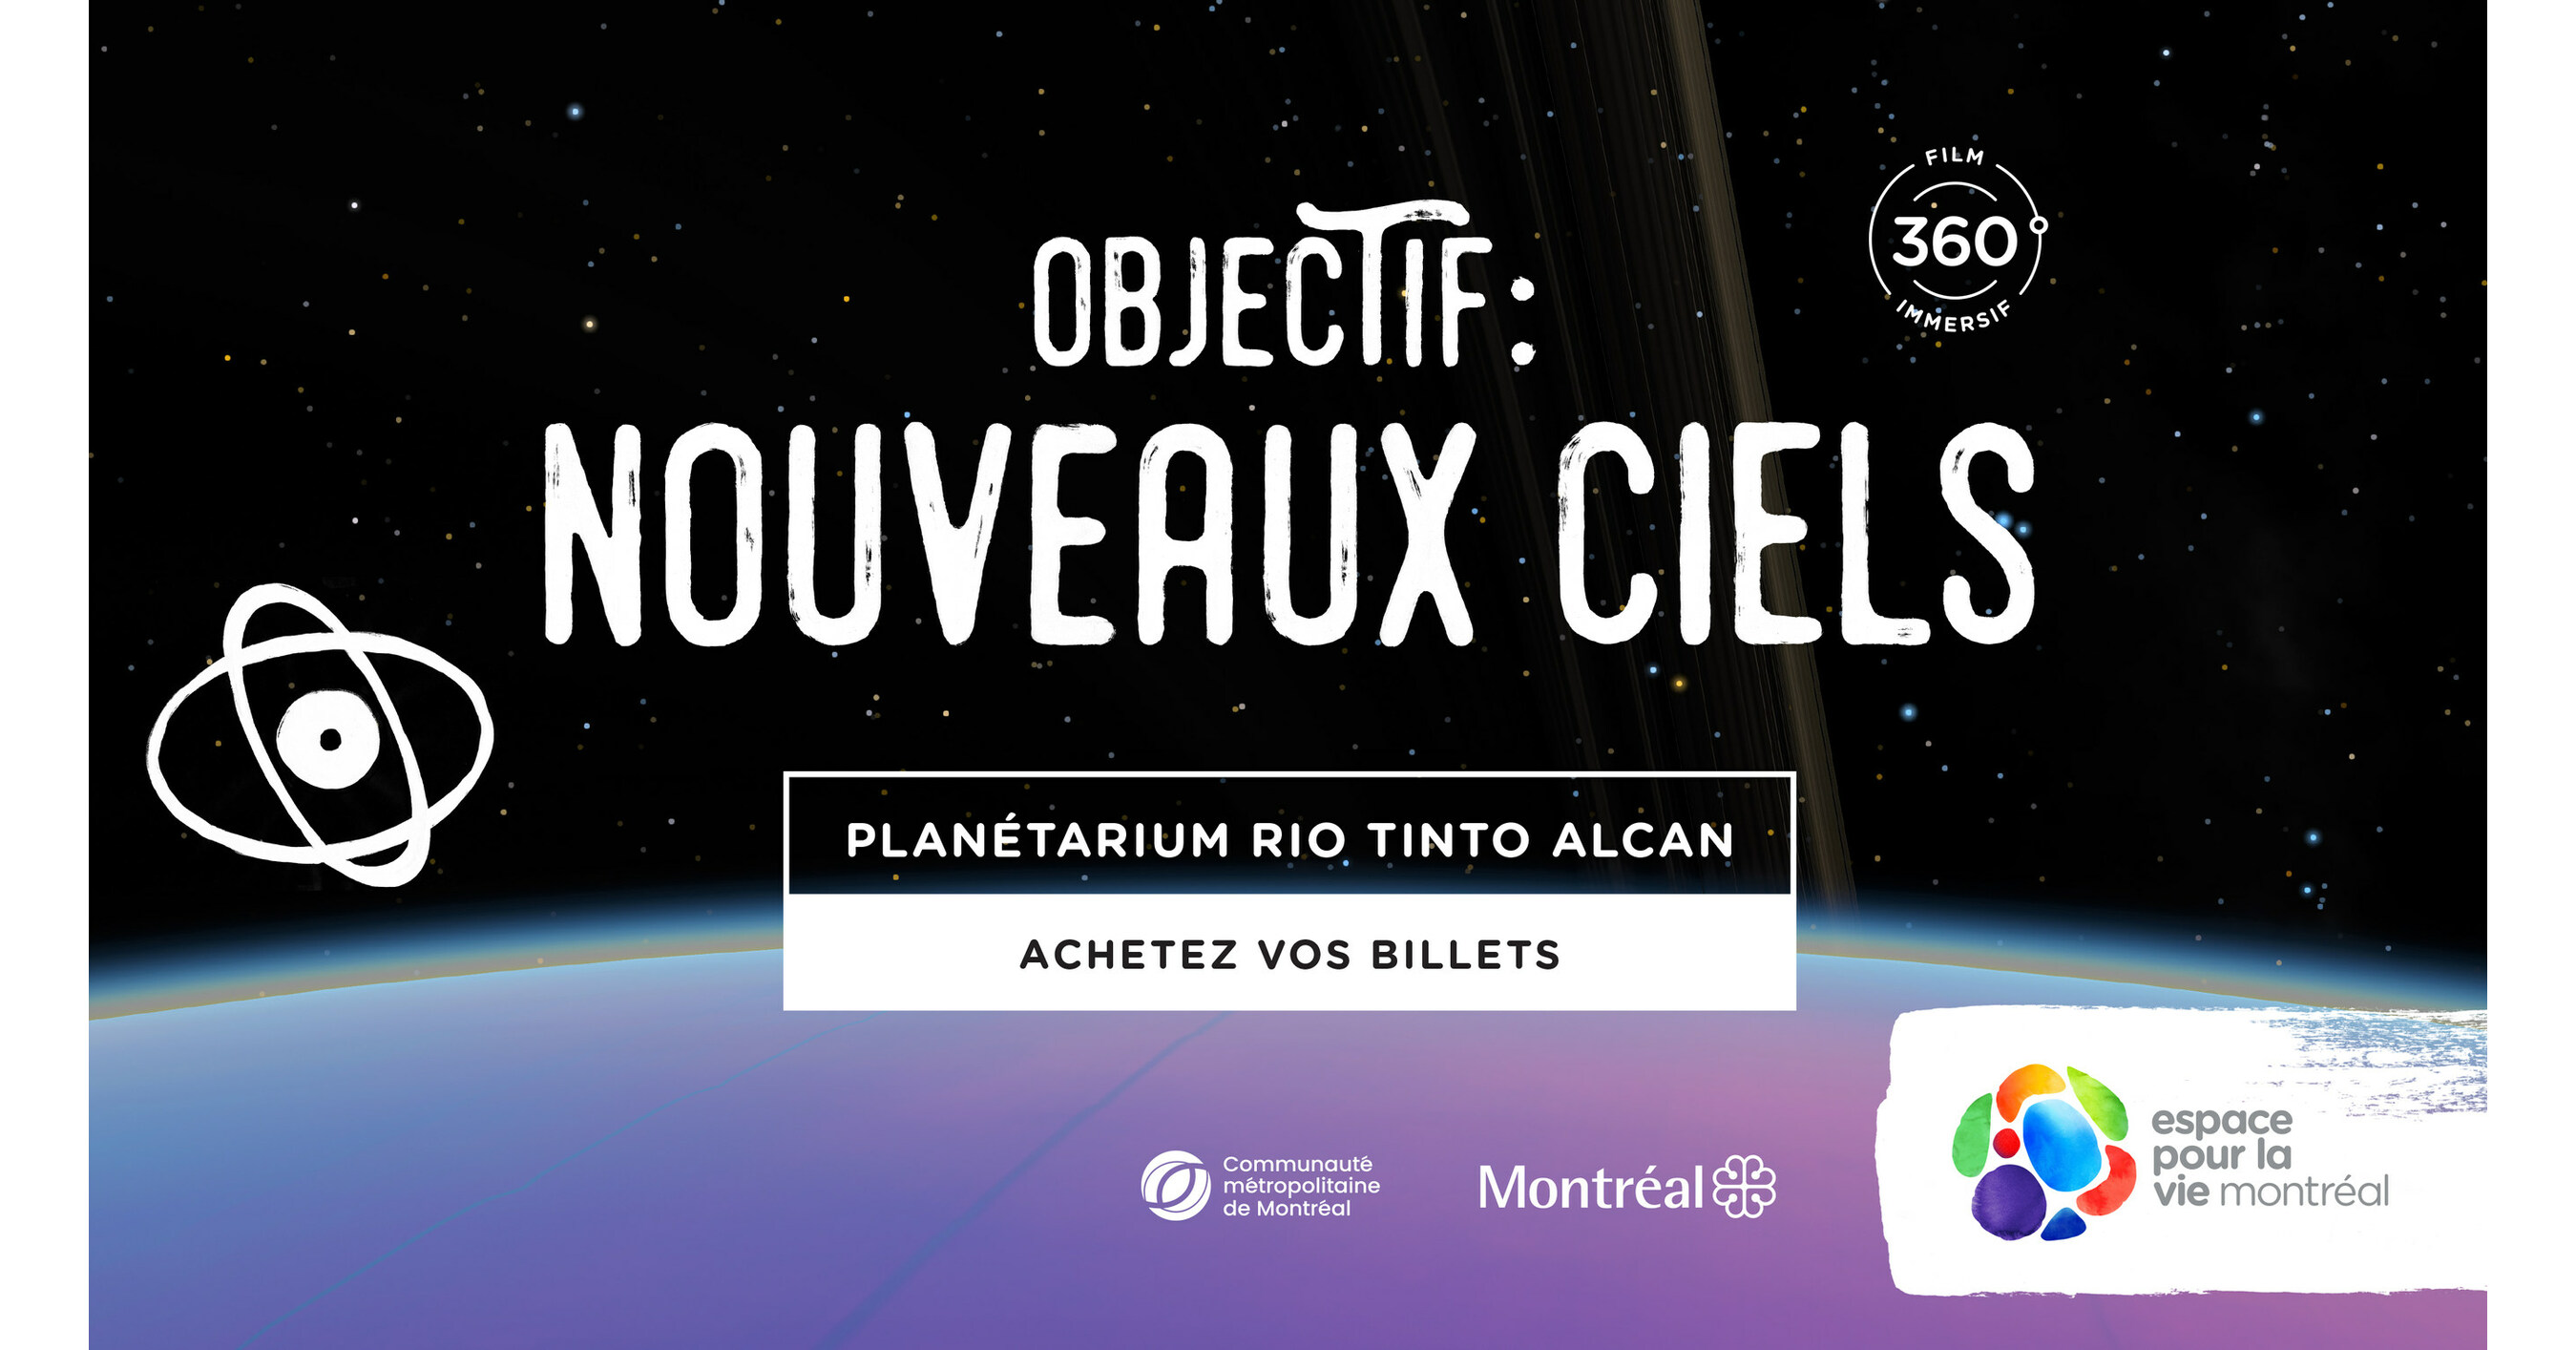 FILM
360
IMMERSIF
OBJECTIF:
NOUVEAUX CIELS
PLANÉTARIUM RIO TINTO ALCAN
ACHETEZ VOS BILLETS
Communauté
métropolitaine
de Montréal
Montréal
espace
pour la
vie montréal